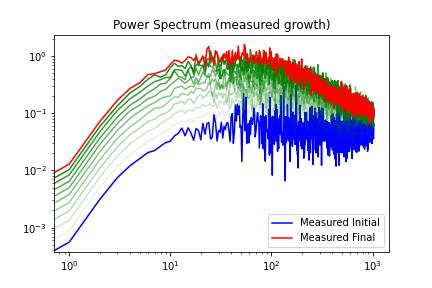 Power Spectrum (measured growth)
10⁰
10⁻¹
10⁻²
10⁻³
Measured Initial
Measured Final
10⁰ 10¹ 10² 10³